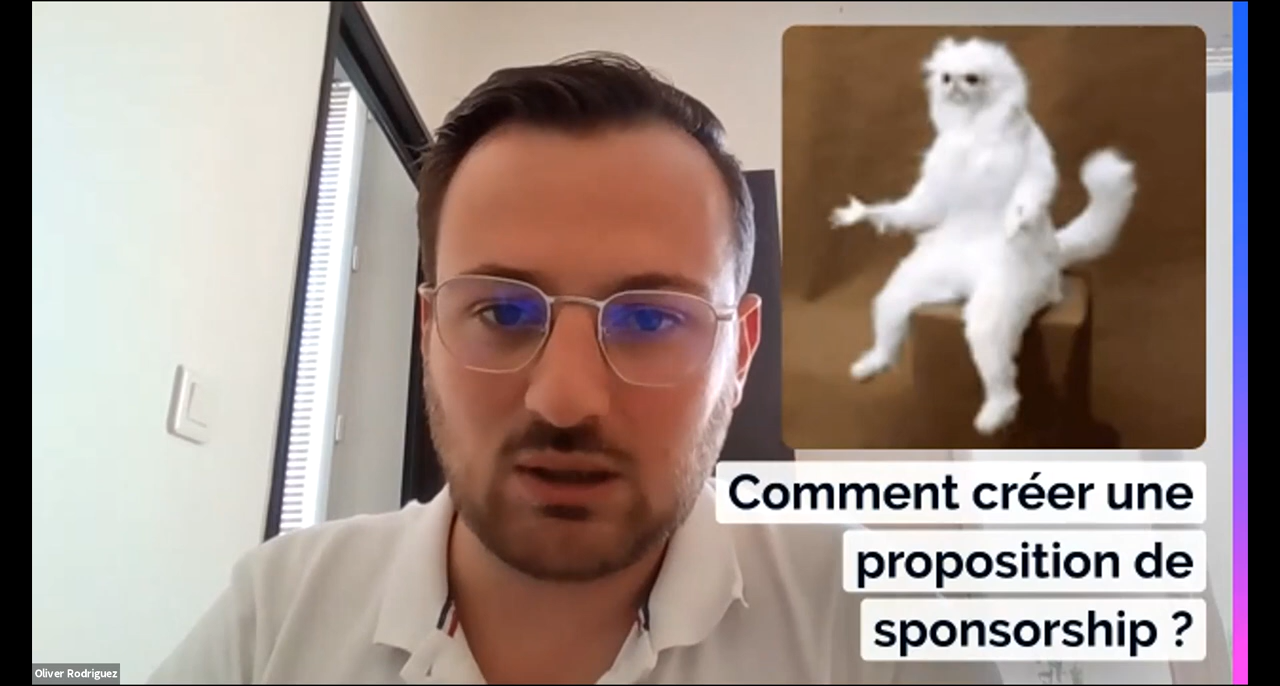 Comment créer une
proposition de
sponsorship ?
Oliver Rodriguez